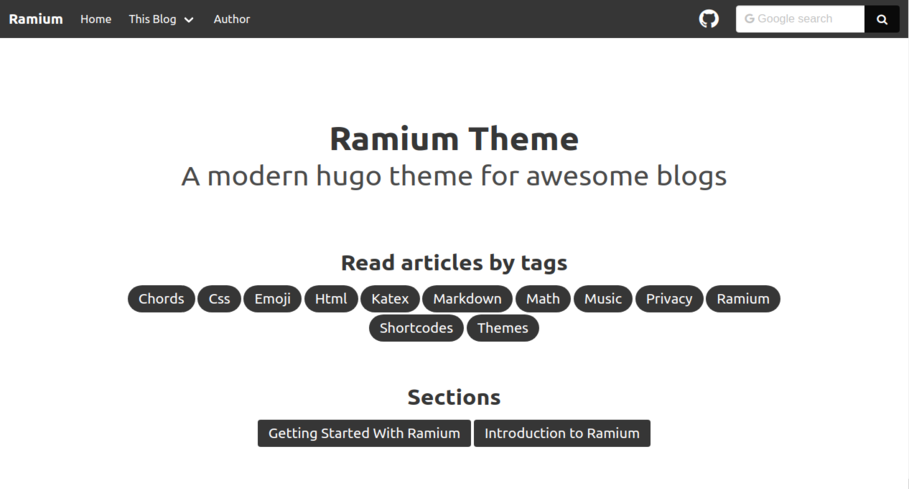 Ramium Home This Blog Author Google search
Ramium Theme
A modern hugo theme for awesome blogs
Read articles by tags
Chords Css Emoji Html Katex Markdown Math Music Privacy Ramium
Shortcodes Themes
Sections
Getting Started With Ramium Introduction to Ramium